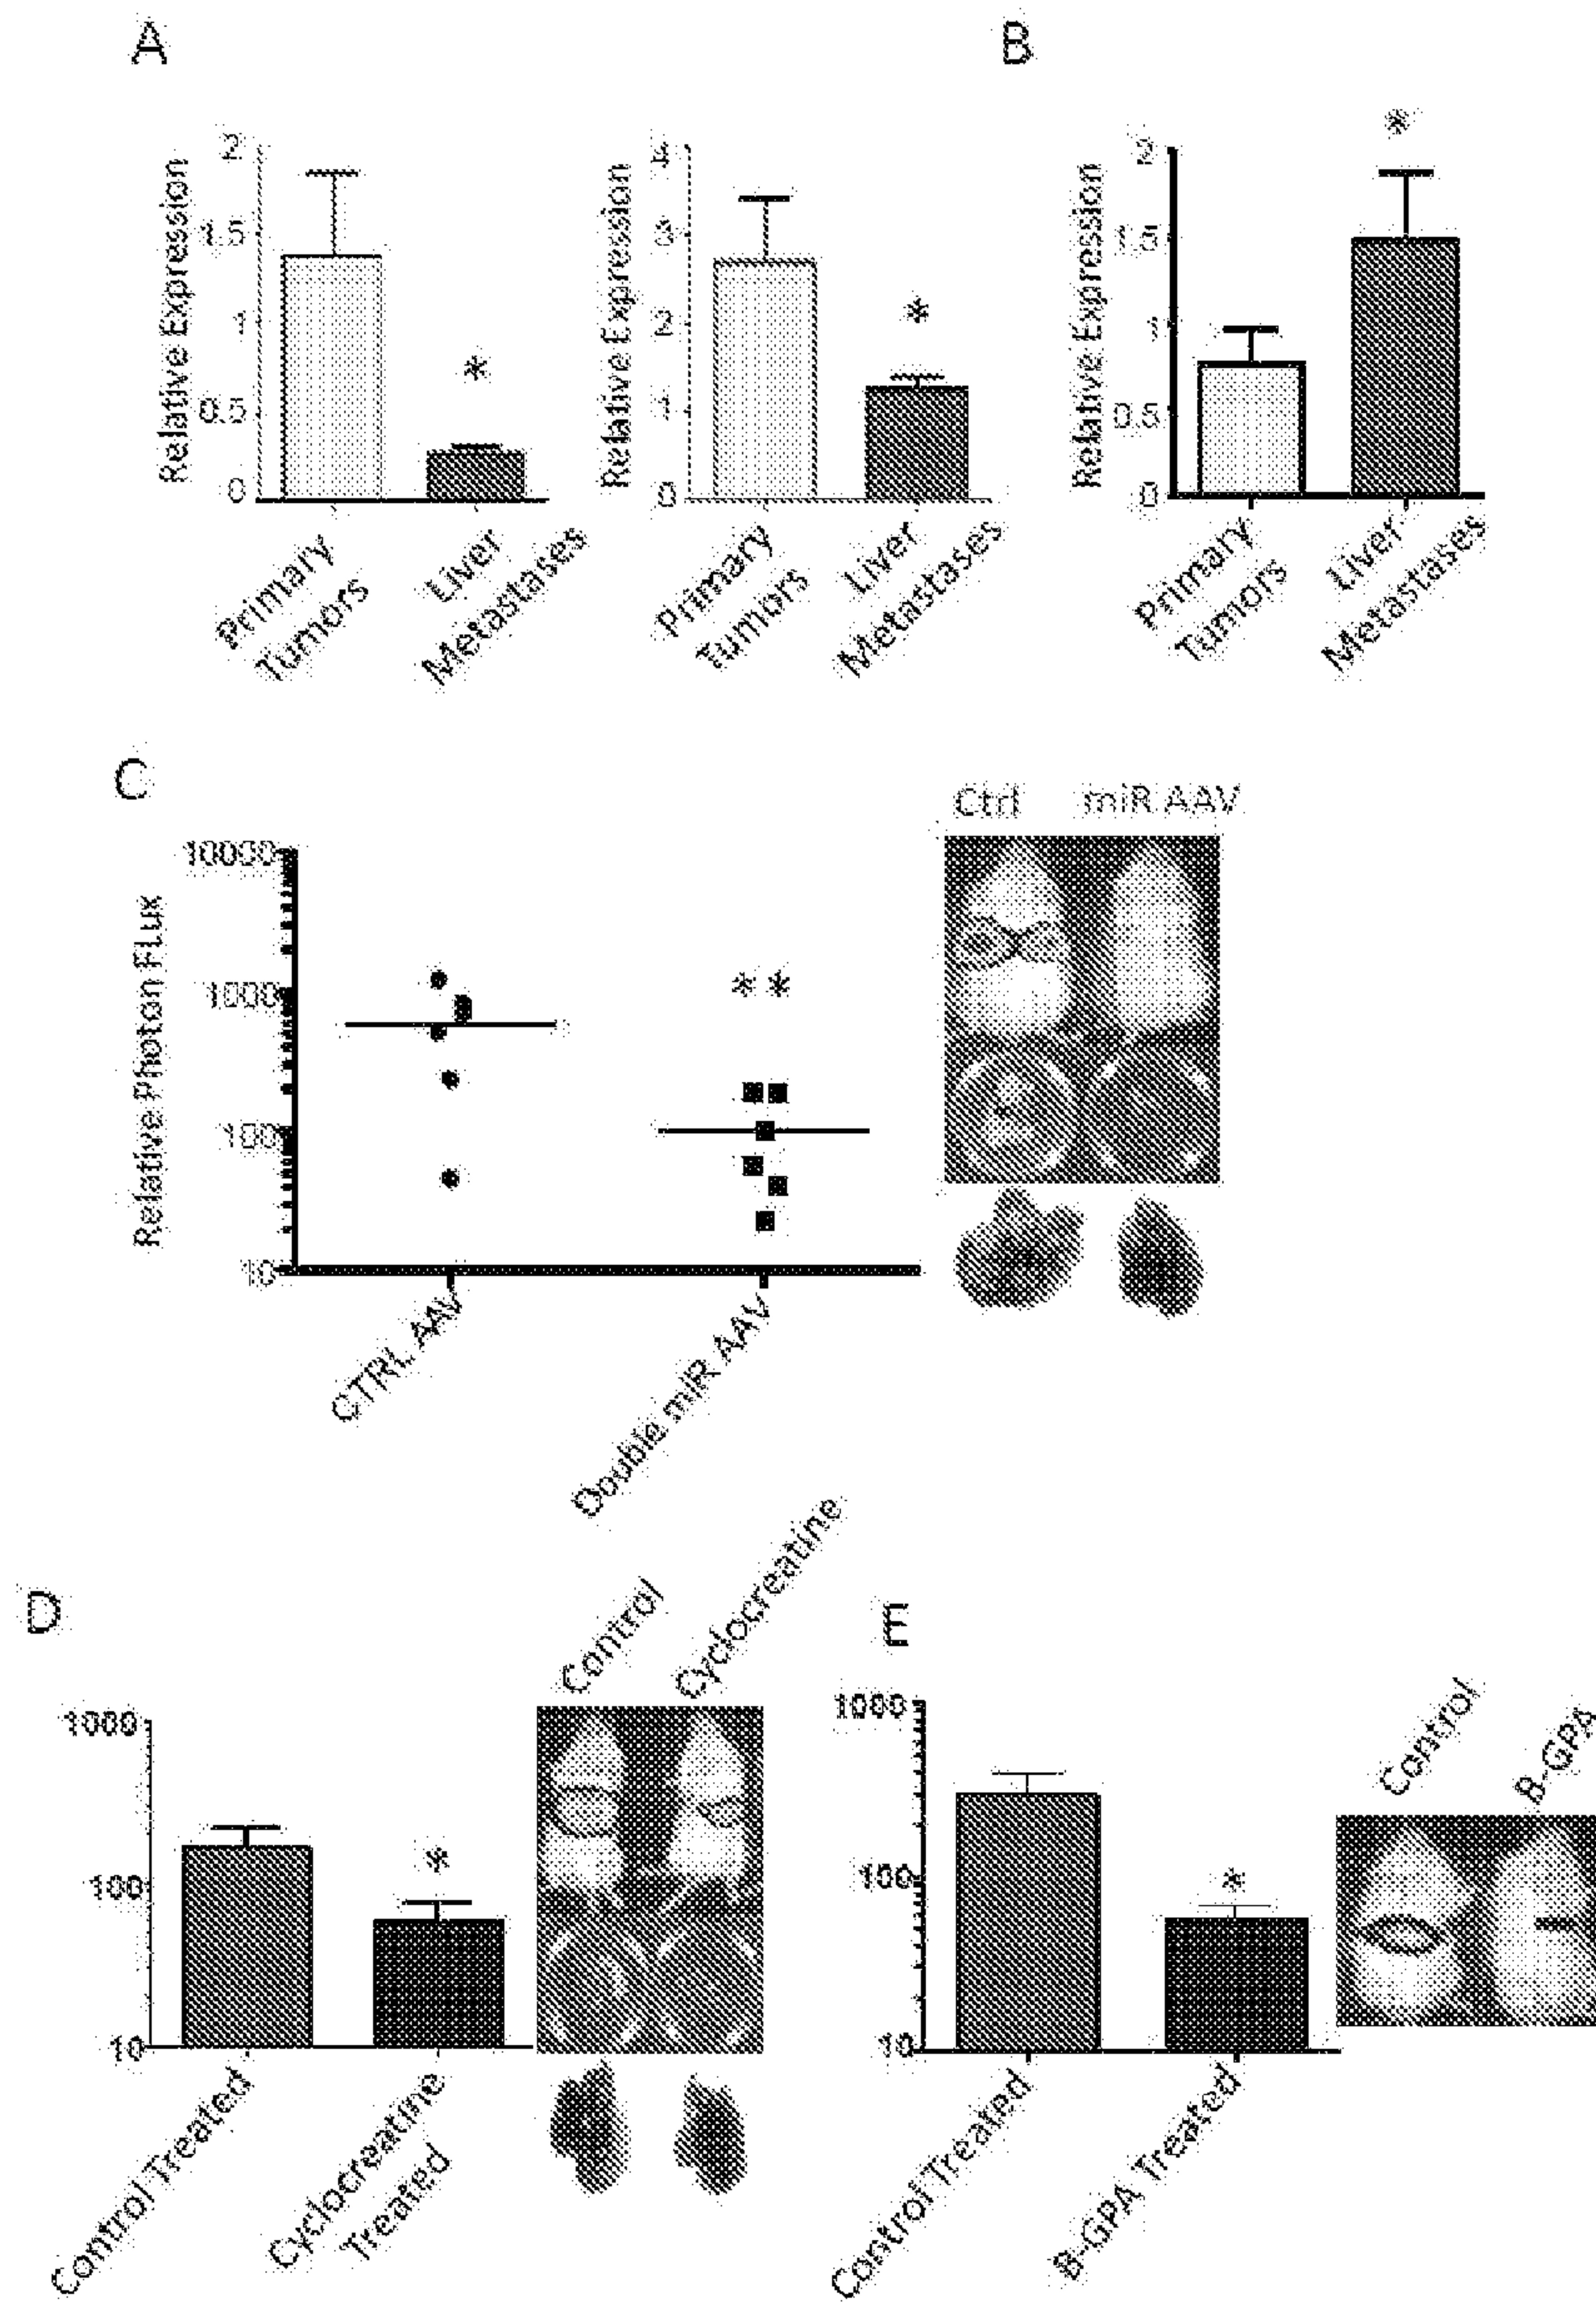 A
B
Relative Expression
2
1.5
1
0.5
0
Primary
Tumors
Liver
Metastases
*
Relative Expression
4
3
2
1
0
Primary
Tumors
Liver
Metastases
*
Relative Expression
2
1.5
1
0.5
0
Primary
Tumors
Liver
Metastases
*
C
Relative Photon Flux
10000
1000
100
10
CTRL AAV
Double miR AAV
* *
Ctrl miR AAV
D
1000
100
10
Control Treated
Cyclocreatine
Treated
*
Control
Cyclocreatine
E
1000
100
10
Control Treated
B-GPA Treated
*
Control
B-GPA